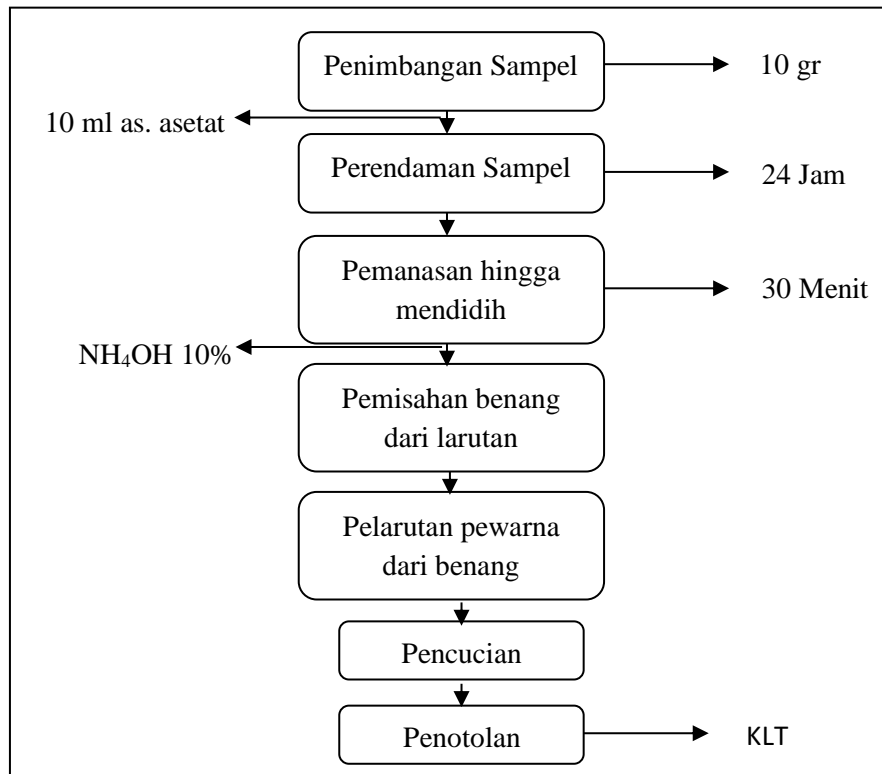 Penimbangan Sampel
10 gr
10 ml as. asetat
Perendaman Sampel
24 Jam
Pemanasan hingga
mendidih
30 Menit
NH₄OH 10%
Pemisahan benang
dari larutan
Pelarutan pewarna
dari benang
Pencucian
Penotolan
KLT